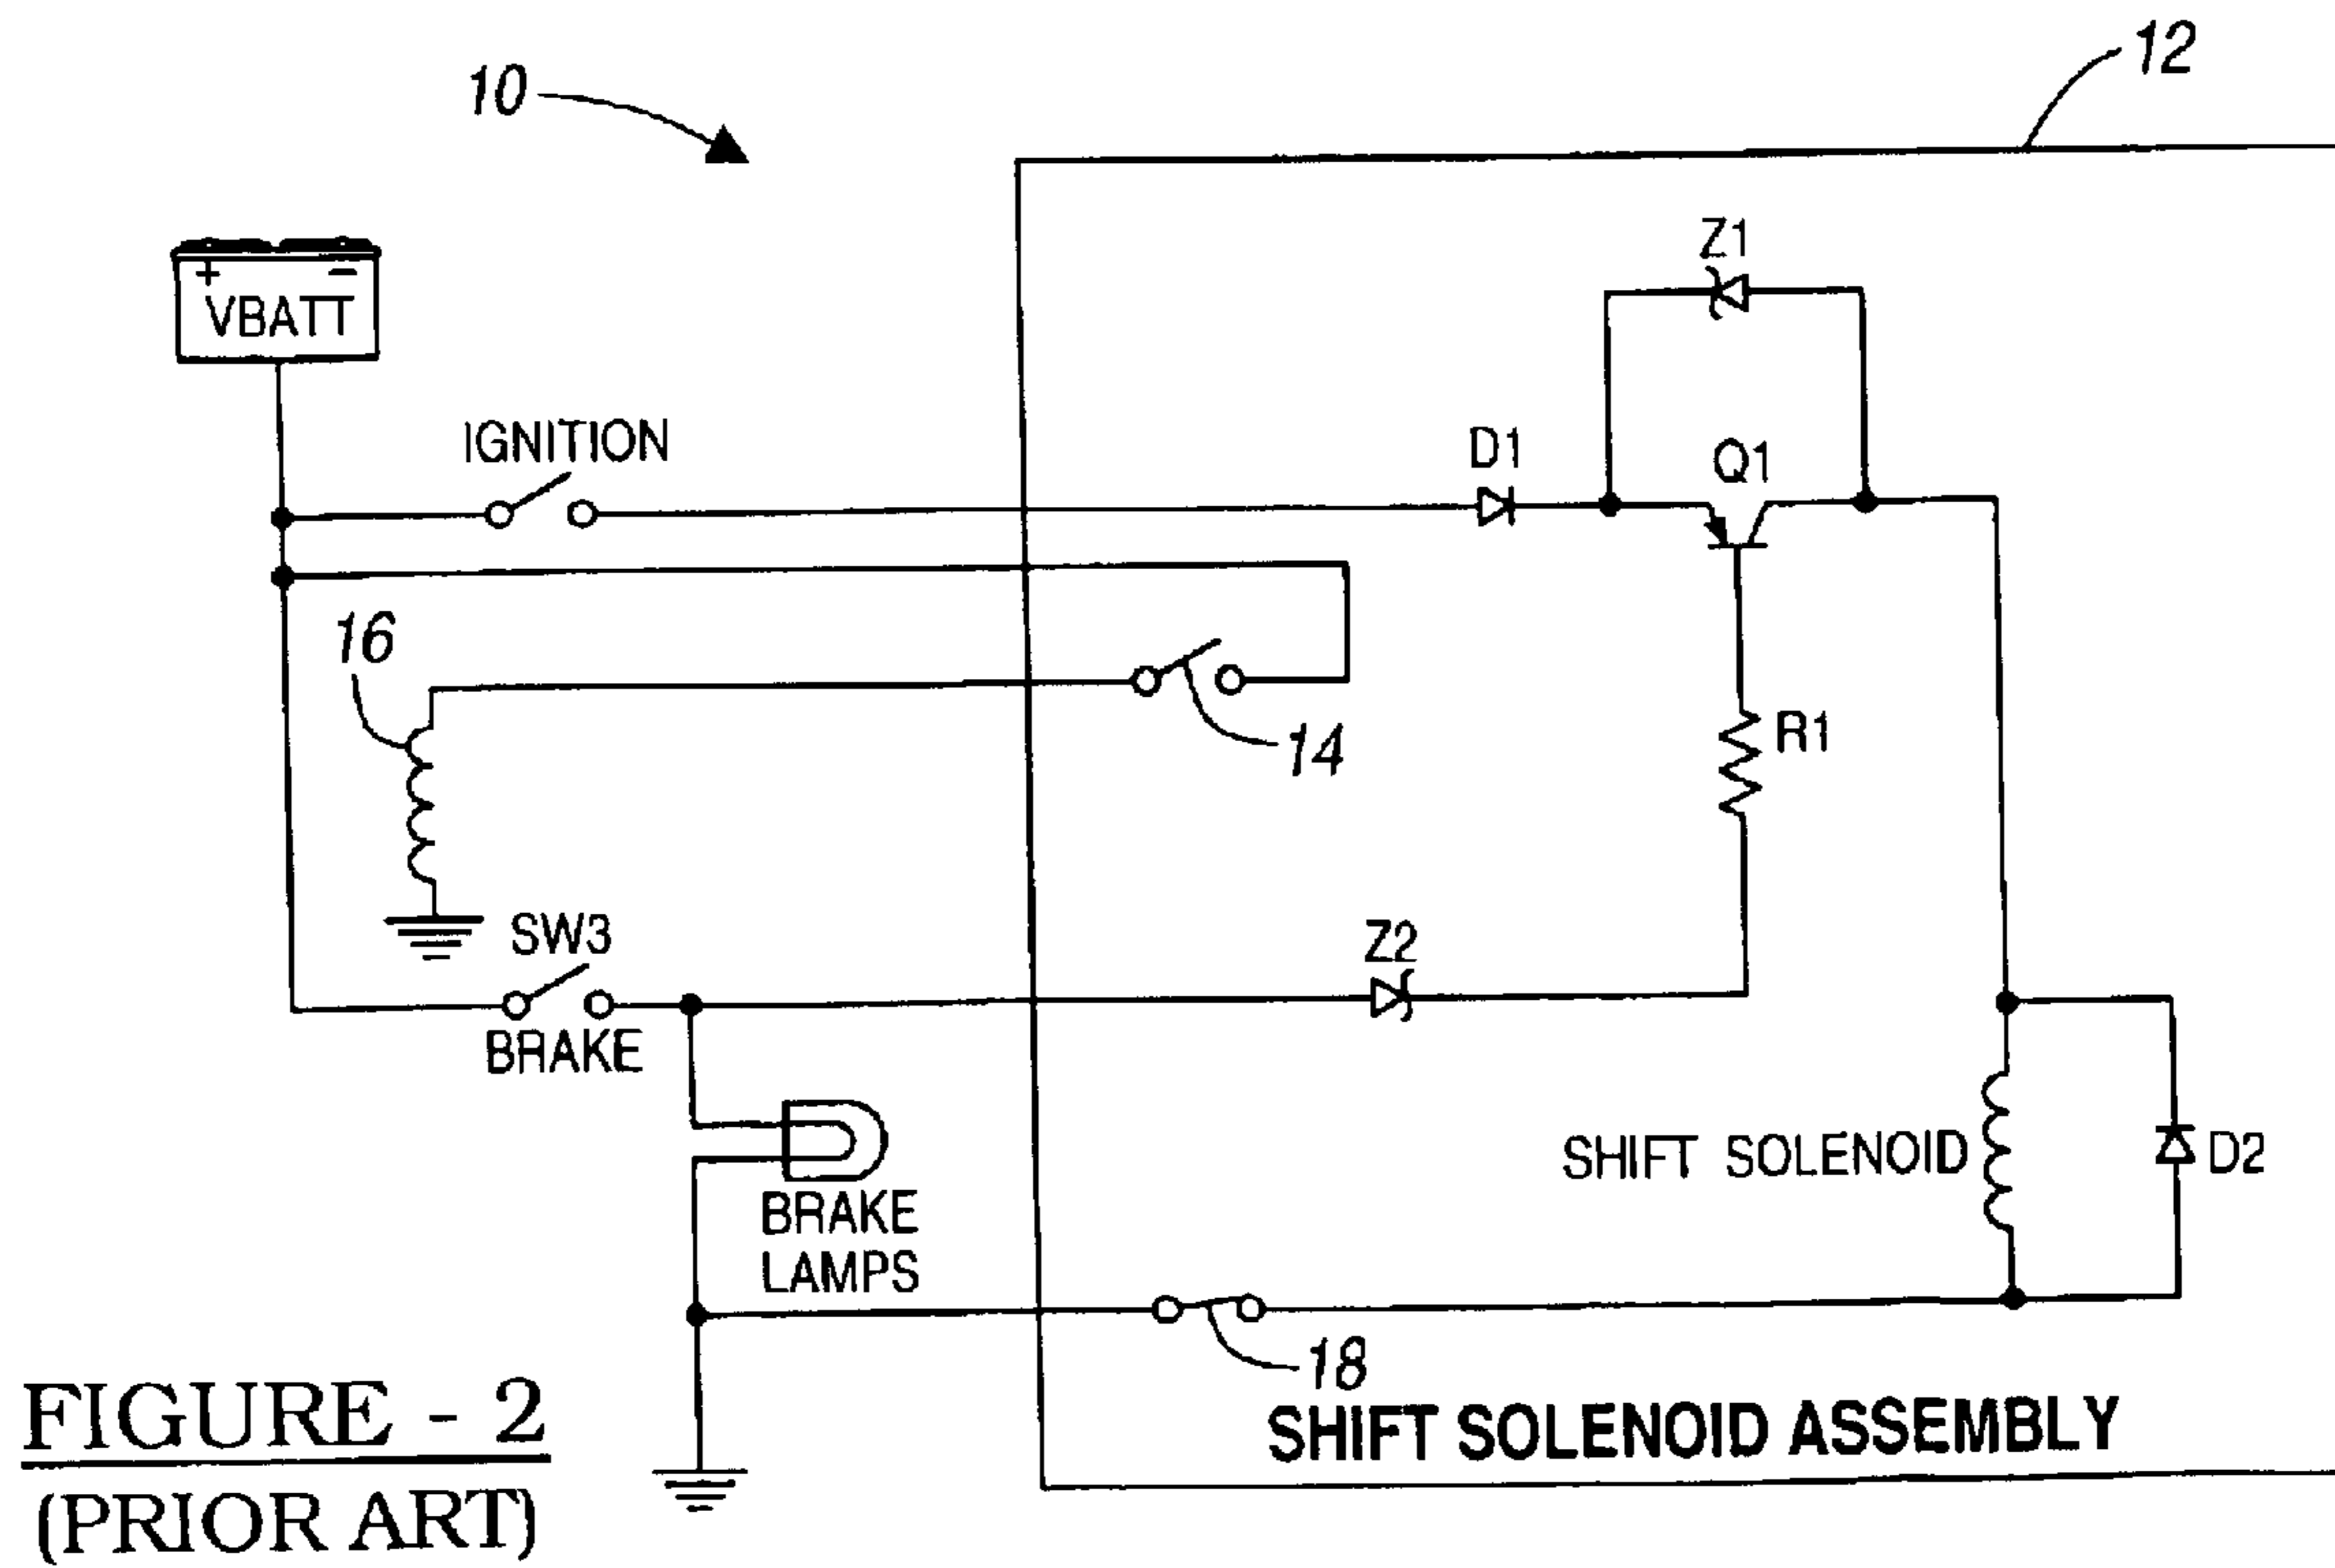 10
12
Z1
+ −
VBATT
IGNITION
D1
Q1
16
14
R1
SW3
BRAKE
Z2
SHIFT SOLENOID
D2
BRAKE
LAMPS
18
SHIFT SOLENOID ASSEMBLY
FIGURE - 2
(PRIOR ART)